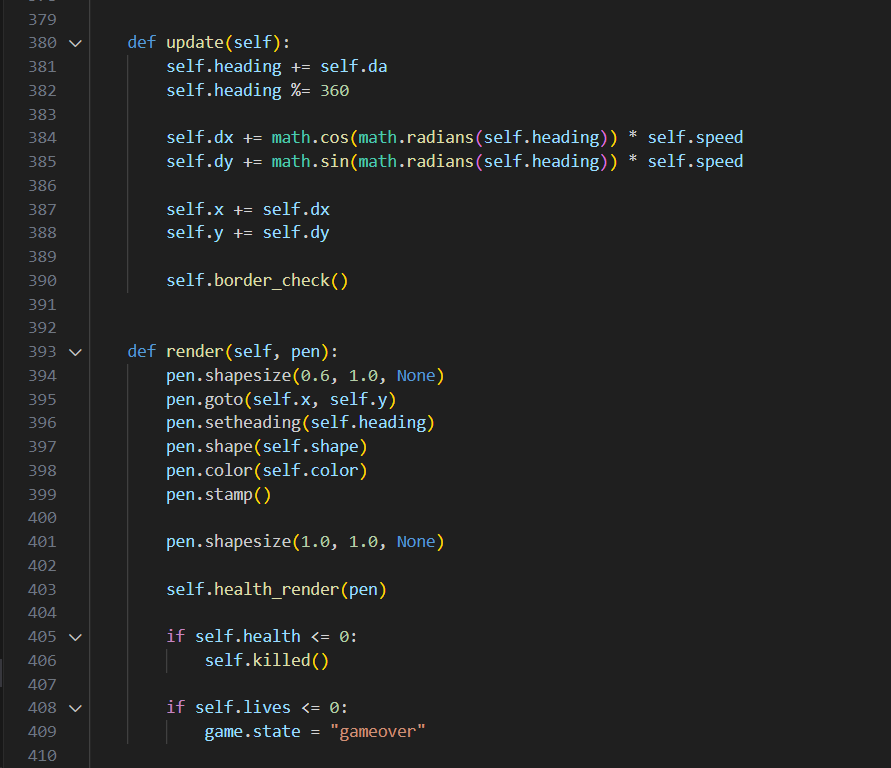 379
380 def update(self):
381 self.heading += self.da
382 self.heading %= 360
383
384 self.dx += math.cos(math.radians(self.heading)) * self.speed
385 self.dy += math.sin(math.radians(self.heading)) * self.speed
386
387 self.x += self.dx
388 self.y += self.dy
389
390 self.border_check()
391
392
393 def render(self, pen):
394 pen.shapesize(0.6, 1.0, None)
395 pen.goto(self.x, self.y)
396 pen.setheading(self.heading)
397 pen.shape(self.shape)
398 pen.color(self.color)
399 pen.stamp()
400
401 pen.shapesize(1.0, 1.0, None)
402
403 self.health_render(pen)
404
405 if self.health <= 0:
406 self.killed()
407
408 if self.lives <= 0:
409 game.state = "gameover"
410